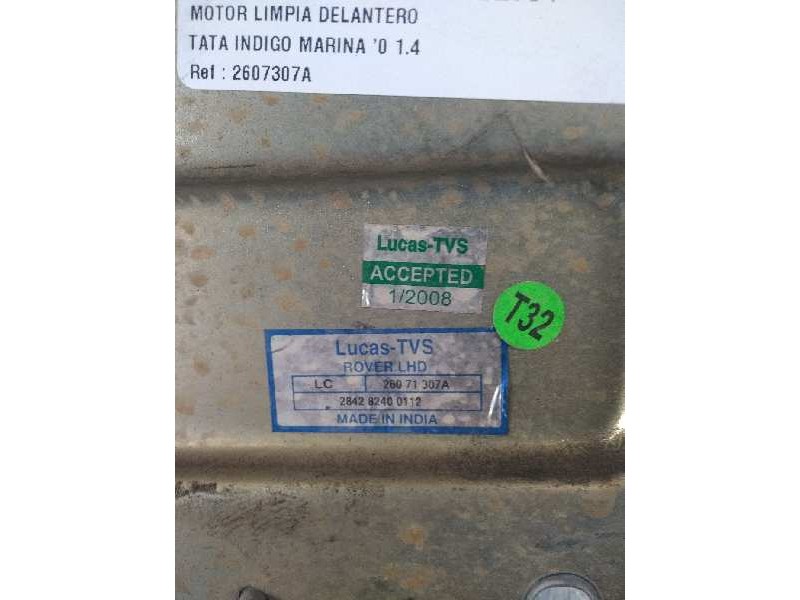 MOTOR LIMPIA DELANTERO
TATA INDIGO MARINA '0 1.4
Ref : 2607307A
Lucas-TVS
ACCEPTED
1/2008
T32
Lucas-TVS
ROVER LHD
LC 260 71 307A
2842 8240 0112
MADE IN INDIA